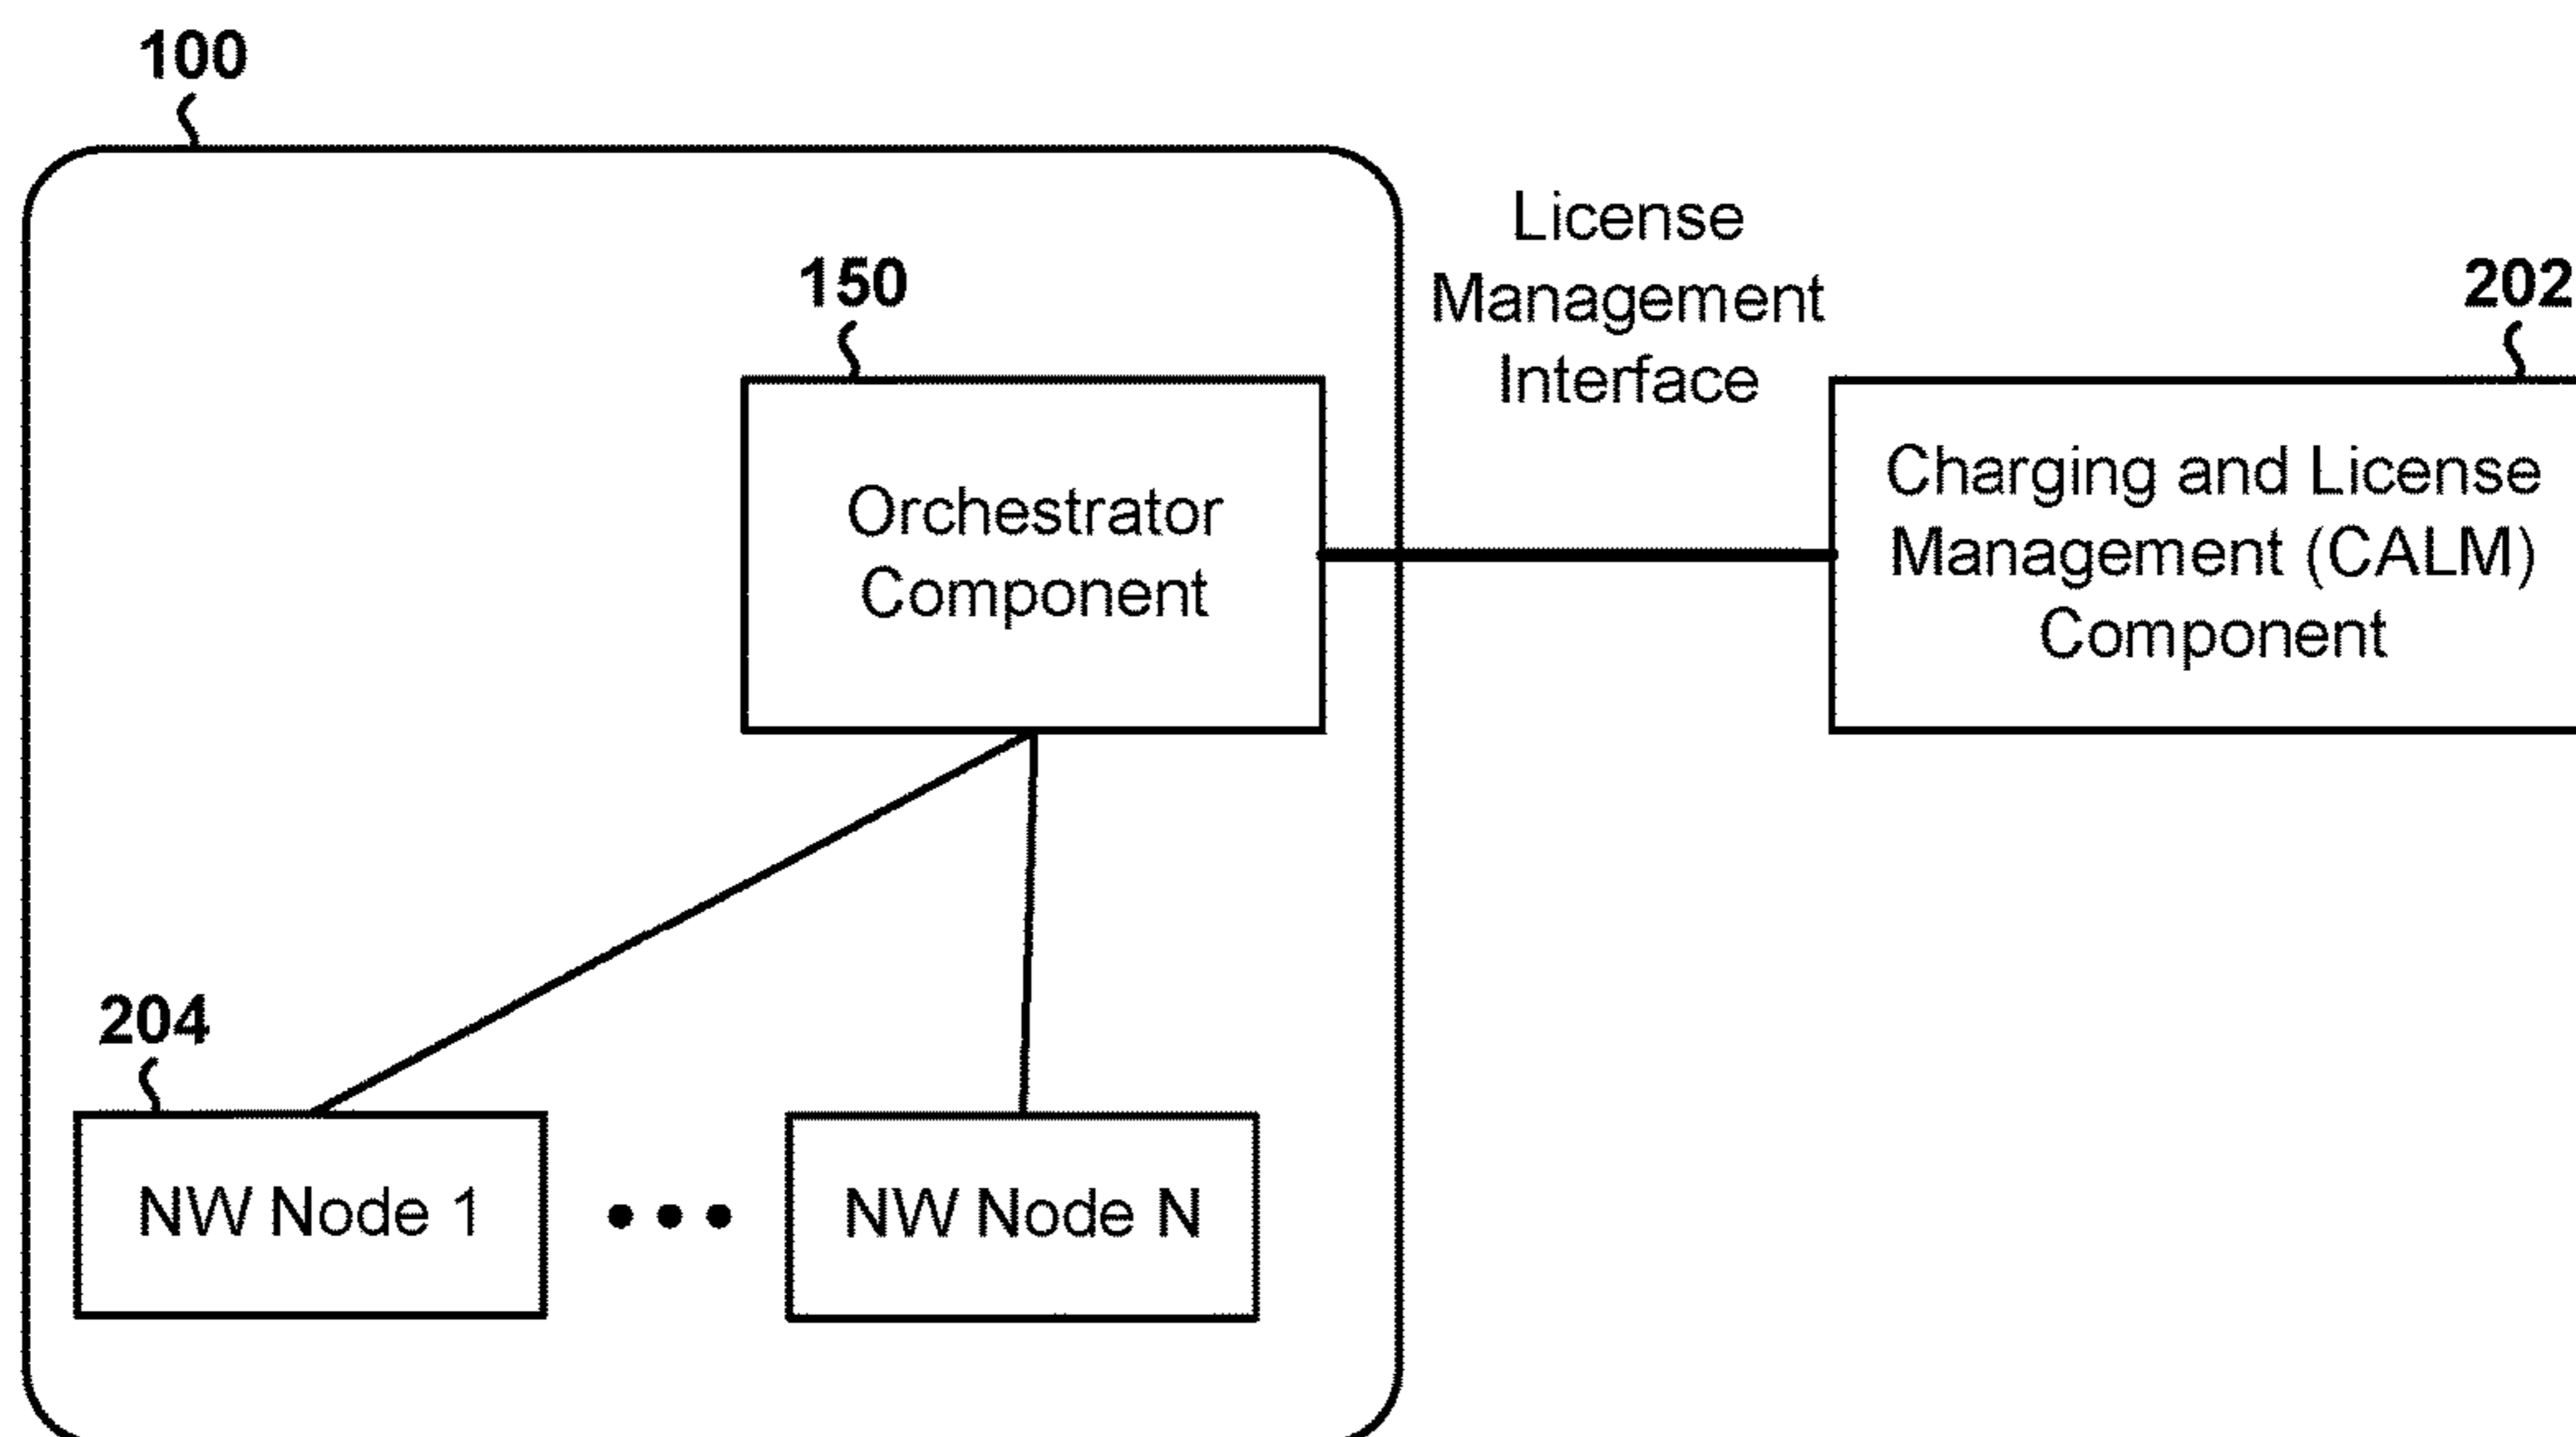 100
License
Management
Interface
150
202
Orchestrator
Component
Charging and License
Management (CALM)
Component
204
NW Node 1
NW Node N